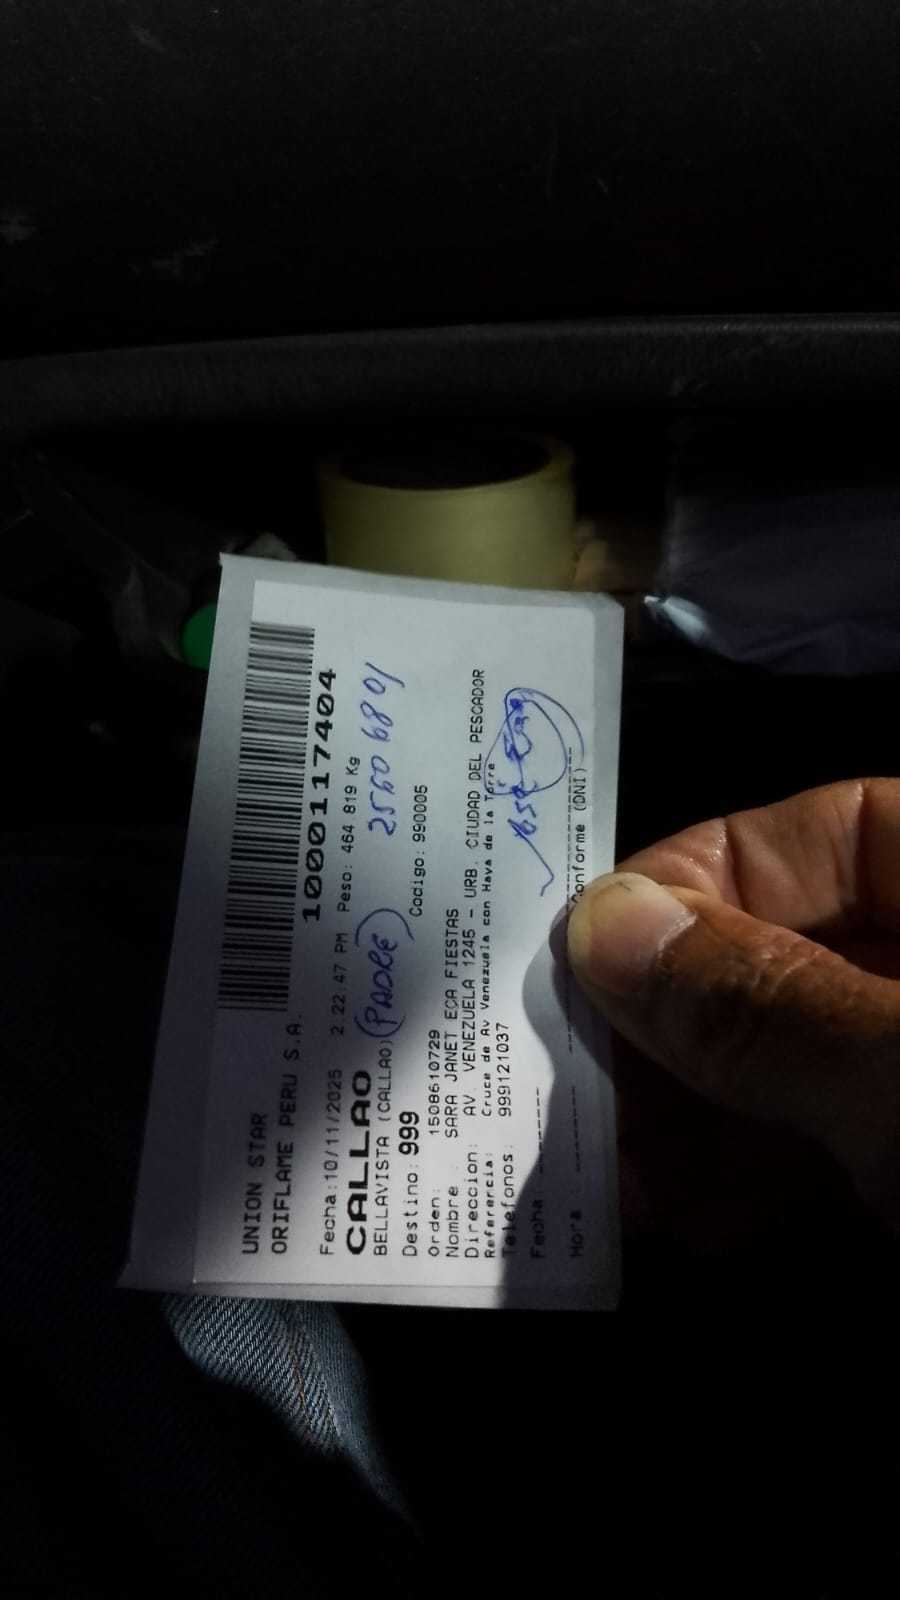 UNION STAR
ORIFLAME PERU S.A.
1000117404
Fecha:10/11/2025 2:22:47 PM Peso: 464.819 Kg
CALLAO
BELLAVISTA (CALLAO) (PADRE) 25606801
Destino: 999 Codigo: 990005
Orden: 1508610729
Nombre : SARA JANET ECA FIESTAS
Direccion: AV. VENEZUELA 1245 - URB. CIUDAD DEL PESCADOR
Referencia: Cruce de Av Venezuela con Haya de la Torre
Telefonos: 999121037
Fecha :
Hora :
Conforme (DNI)